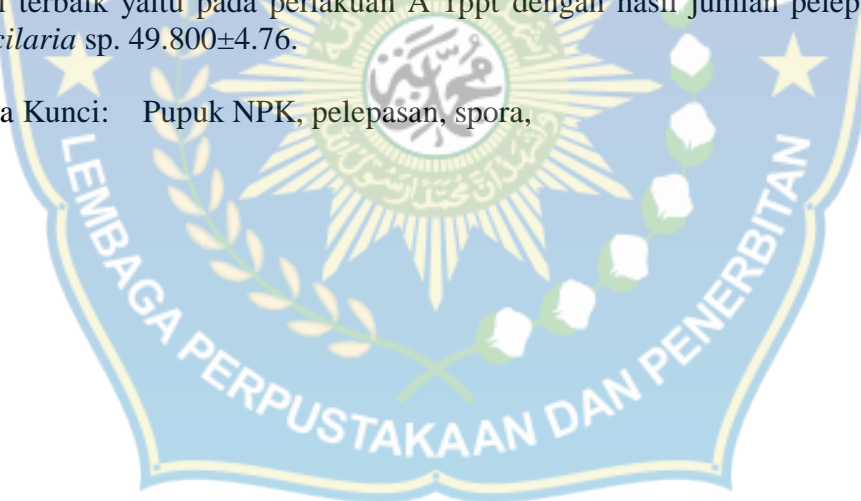 terbaik yaitu pada perlakuan A 1ppt dengan hasil jumlah pelep
cilaria sp. 49.800±4.76.
a Kunci: Pupuk NPK, pelepasan, spora,
LEMBAGA PERPUSTAKAAN DAN PENERBITAN